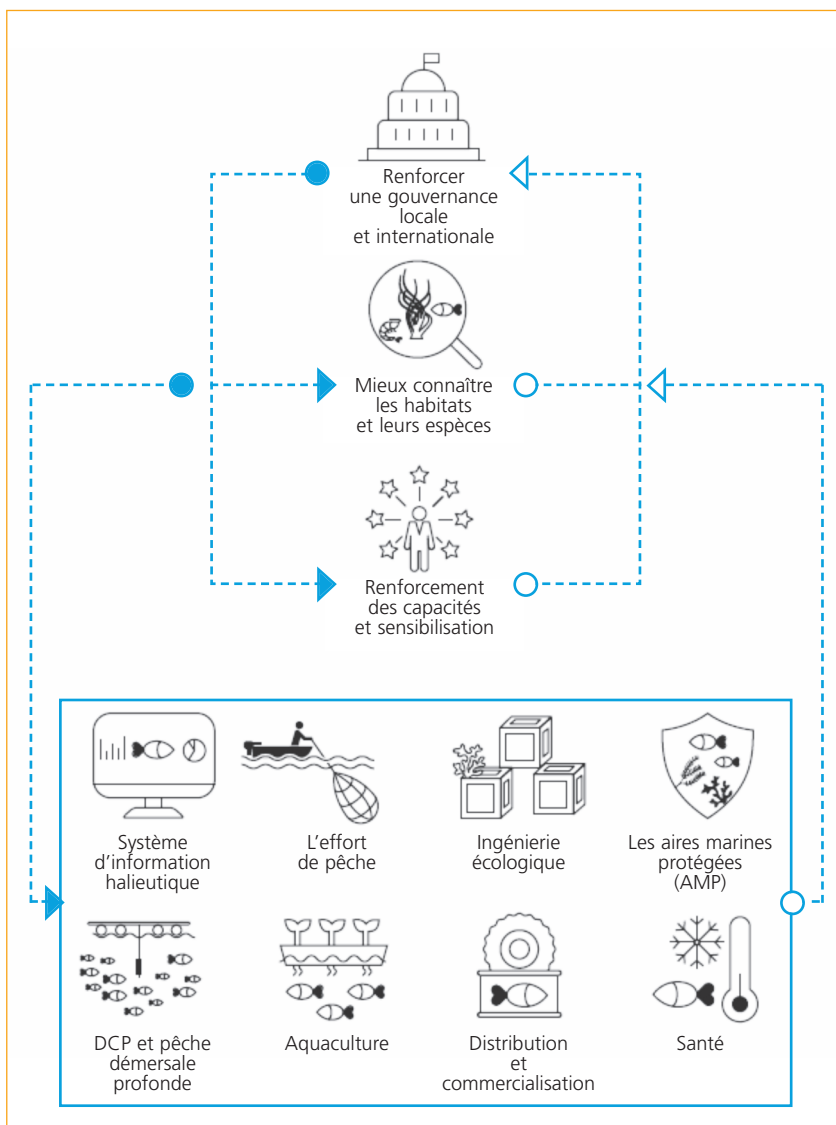 Renforcer
une gouvernance
locale
et internationale
Mieux connaître
les habitats
et leurs espèces
Renforcement
des capacités
et sensibilisation
Système
d'information
halieutique
L'effort
de pêche
Ingénierie
écologique
Les aires marines
protégées
(AMP)
DCP et pêche
démersale
profonde
Aquaculture
Distribution
et
commercialisation
Santé